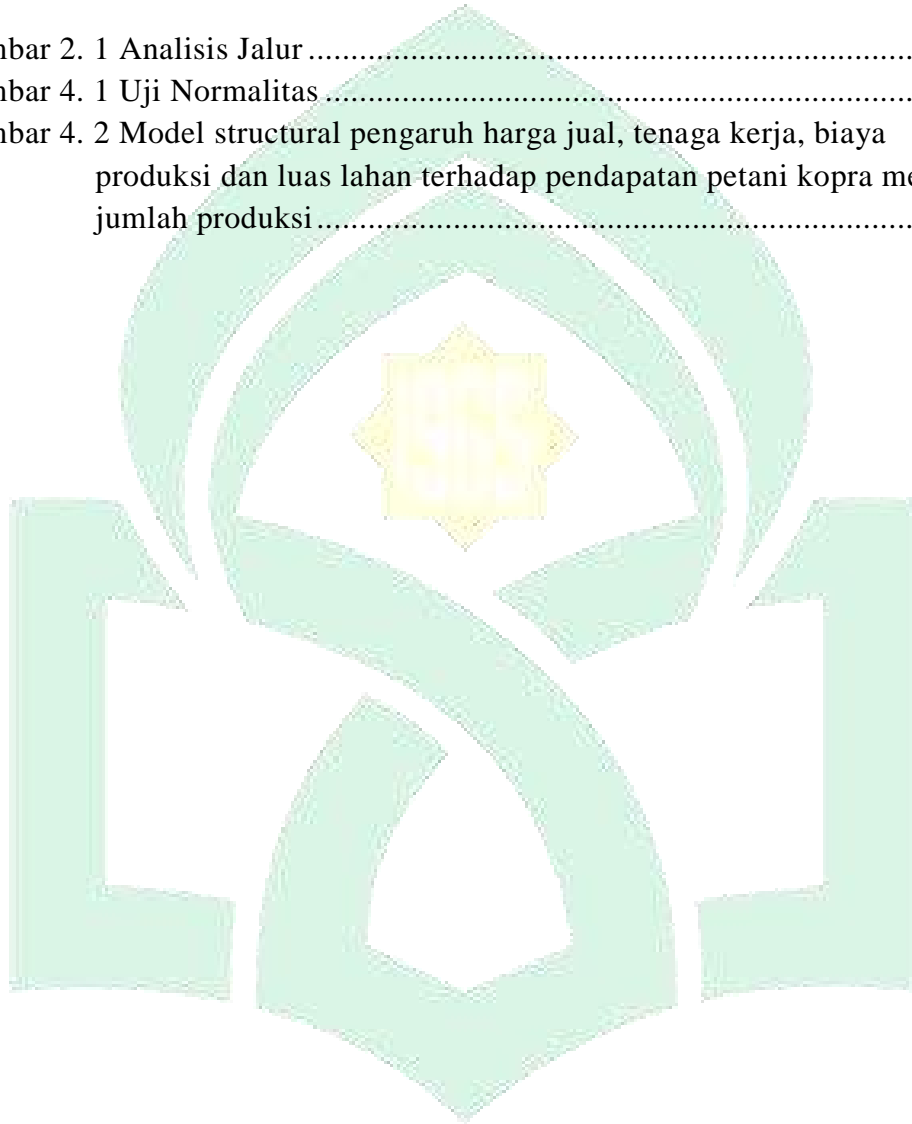 mbar 2. 1 Analisis Jalur ........................................................................
mbar 4. 1 Uji Normalitas ......................................................................
mbar 4. 2 Model structural pengaruh harga jual, tenaga kerja, biaya
produksi dan luas lahan terhadap pendapatan petani kopra me
jumlah produksi .......................................................................